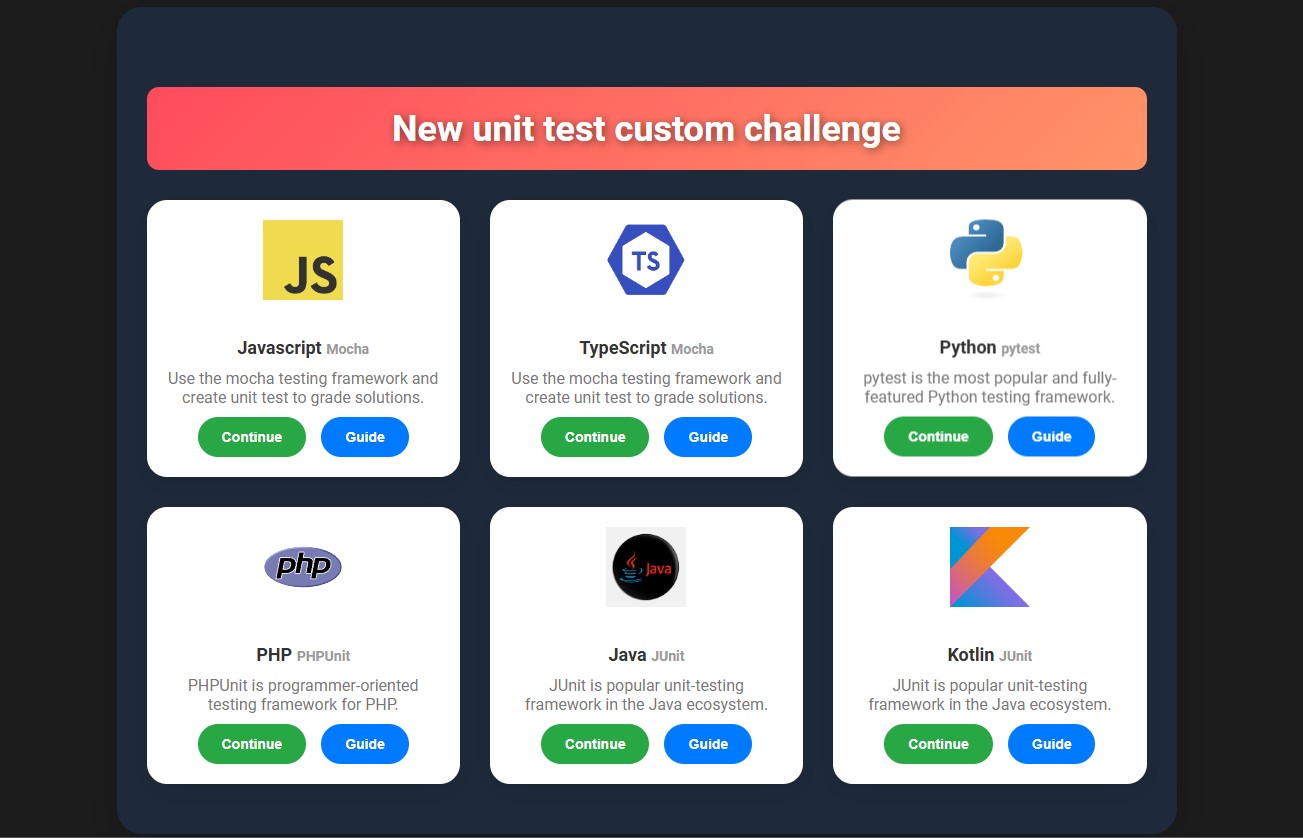 New unit test custom challenge
JS
TS
Javascript Mocha
Use the mocha testing framework and
create unit test to grade solutions.
Continue Guide
TypeScript Mocha
Use the mocha testing framework and
create unit test to grade solutions.
Continue Guide
Python pytest
pytest is the most popular and fully-
featured Python testing framework.
Continue Guide
php
PHP PHPUnit
PHPUnit is programmer-oriented
testing framework for PHP.
Continue Guide
Java
Java JUnit
JUnit is popular unit-testing
framework in the Java ecosystem.
Continue Guide
Kotlin JUnit
JUnit is popular unit-testing
framework in the Java ecosystem.
Continue Guide